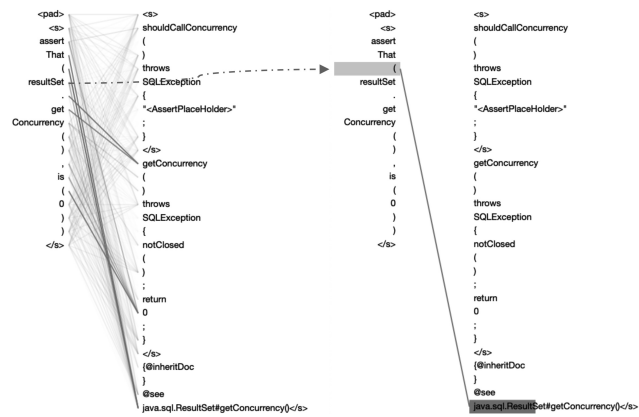 <pad>
<s>
assert
That
(
resultSet
.
get
Concurrency
(
)
,
is
(
0
)
)
</s>
<s>
shouldCallConcurrency
(
)
throws
SQLException
{
"<AssertPlaceHolder>"
;
}
</s>
getConcurrency
(
)
throws
SQLException
{
notClosed
(
)
;
return
0
;
}
</s>
{@inheritDoc
}
@see
java.sql.ResultSet#getConcurrency()</s>
<pad>
<s>
assert
That
(
resultSet
.
get
Concurrency
(
)
,
is
(
0
)
)
</s>
<s>
shouldCallConcurrency
(
)
throws
SQLException
{
"<AssertPlaceHolder>"
;
}
</s>
getConcurrency
(
)
throws
SQLException
{
notClosed
(
)
;
return
0
;
}
</s>
{@inheritDoc
}
@see
java.sql.ResultSet#getConcurrency()</s>